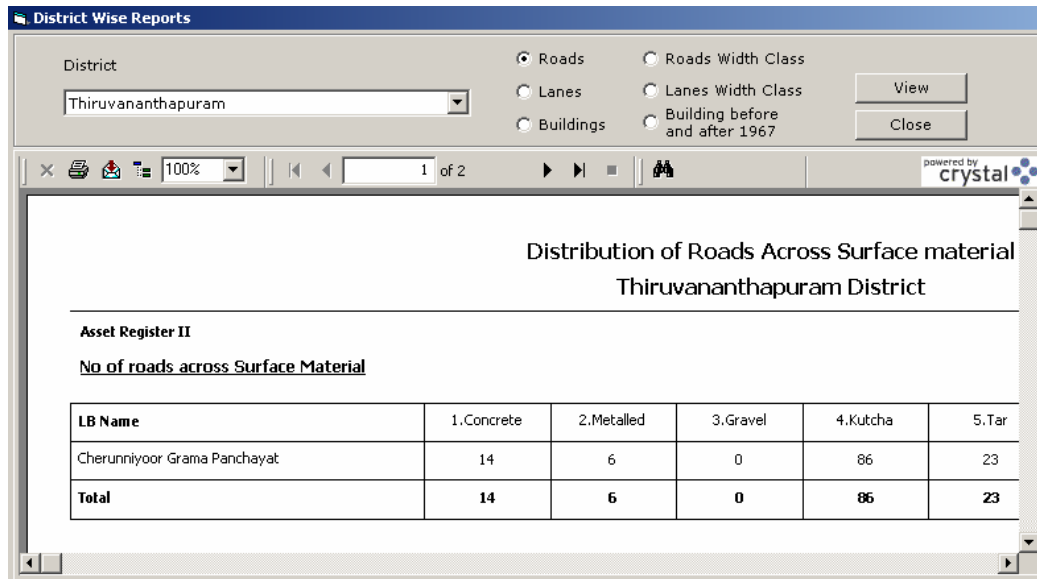 District Wise Reports
District
Thiruvananthapuram
Roads
Roads Width Class
Lanes
Lanes Width Class
Buildings
Building before
and after 1967
View
Close
100%
1 of 2
powered by
crystal
Distribution of Roads Across Surface material
Thiruvananthapuram District
Asset Register II
No of roads across Surface Material
LB Name 1.Concrete 2.Metalled 3.Gravel 4.Kutcha 5.Tar
Cherunniyoor Grama Panchayat 14 6 0 86 23
Total 14 6 0 86 23